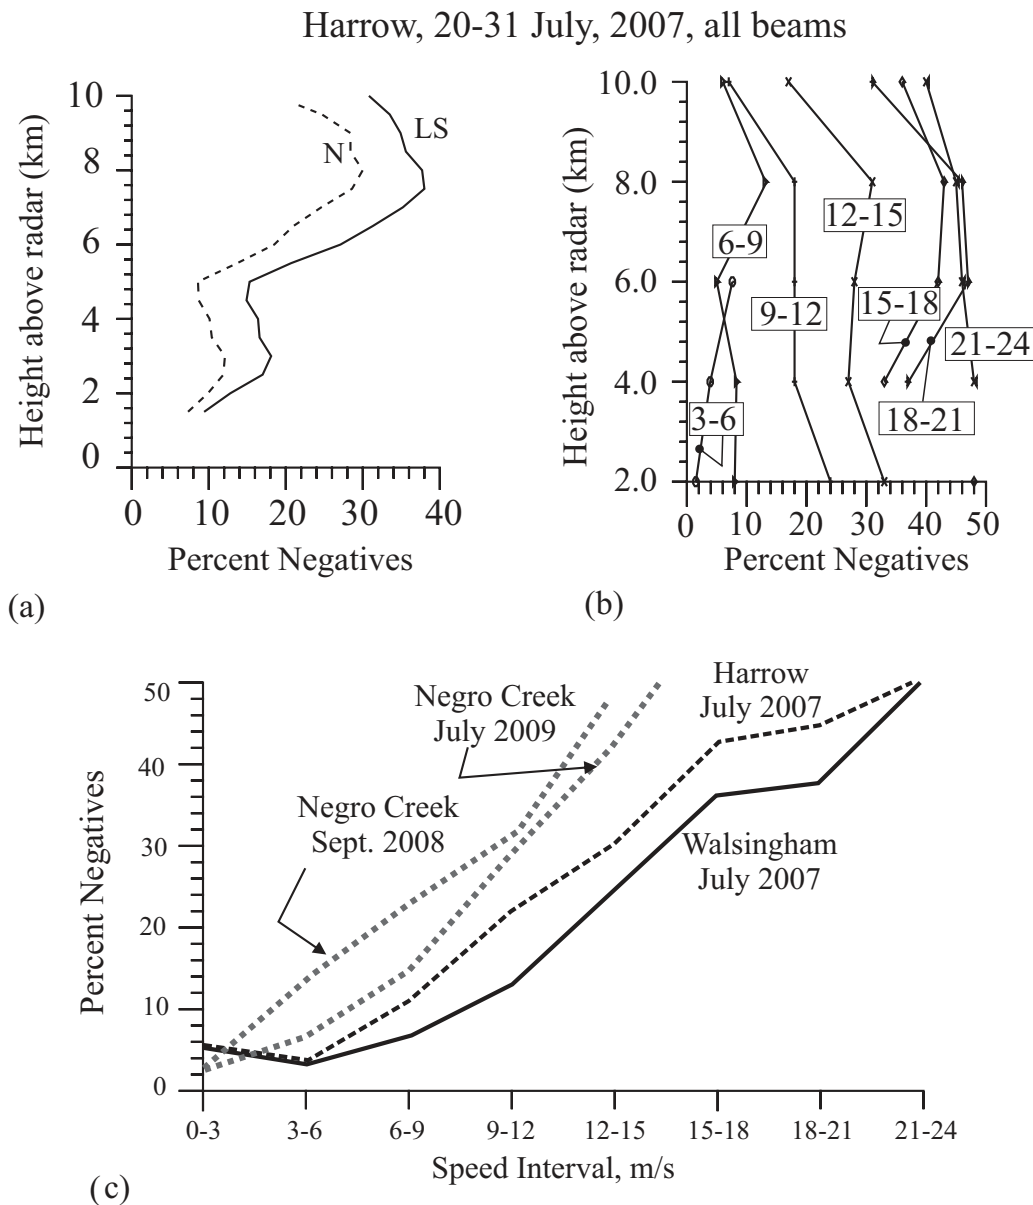 Harrow, 20-31 July, 2007, all beams
(a)
Height above radar (km)
10
8
6
4
2
0
N
LS
0 10 20 30 40
Percent Negatives
(b)
Height above radar (km)
10.0
8.0
6.0
4.0
2.0
6-9
12-15
9-12
15-18
21-24
3-6
18-21
0 10 20 30 40 50
Percent Negatives
Percent Negatives
50
40
30
20
10
0
Negro Creek
July 2009
Harrow
July 2007
Negro Creek
Sept. 2008
Walsingham
July 2007
0-3 3-6 6-9 9-12 12-15 15-18 18-21 21-24
Speed Interval, m/s
(c)